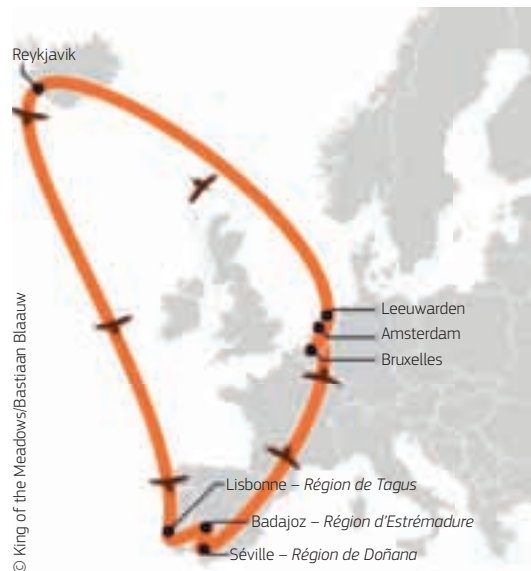 Reykjavik
Leeuwarden
Amsterdam
Bruxelles
Lisbonne – Région de Tagus
Badajoz – Région d'Estrémadure
Séville – Région de Doñana
© King of the Meadows/Bastiaan Blaauw